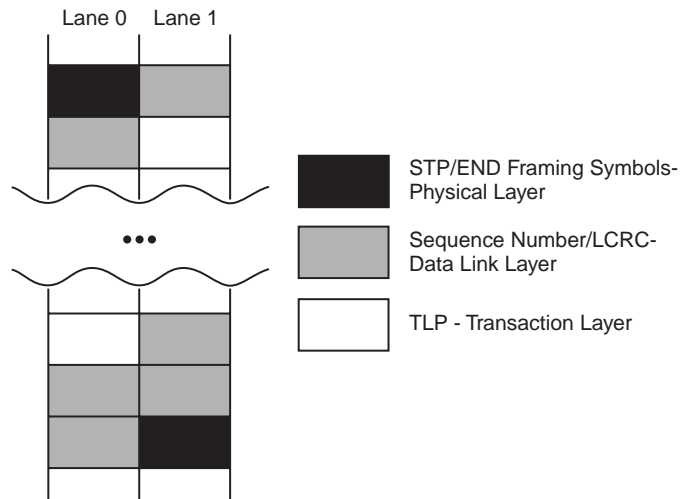 Lane 0 Lane 1
STP/END Framing Symbols-
Physical Layer
Sequence Number/LCRC-
Data Link Layer
•••
TLP - Transaction Layer